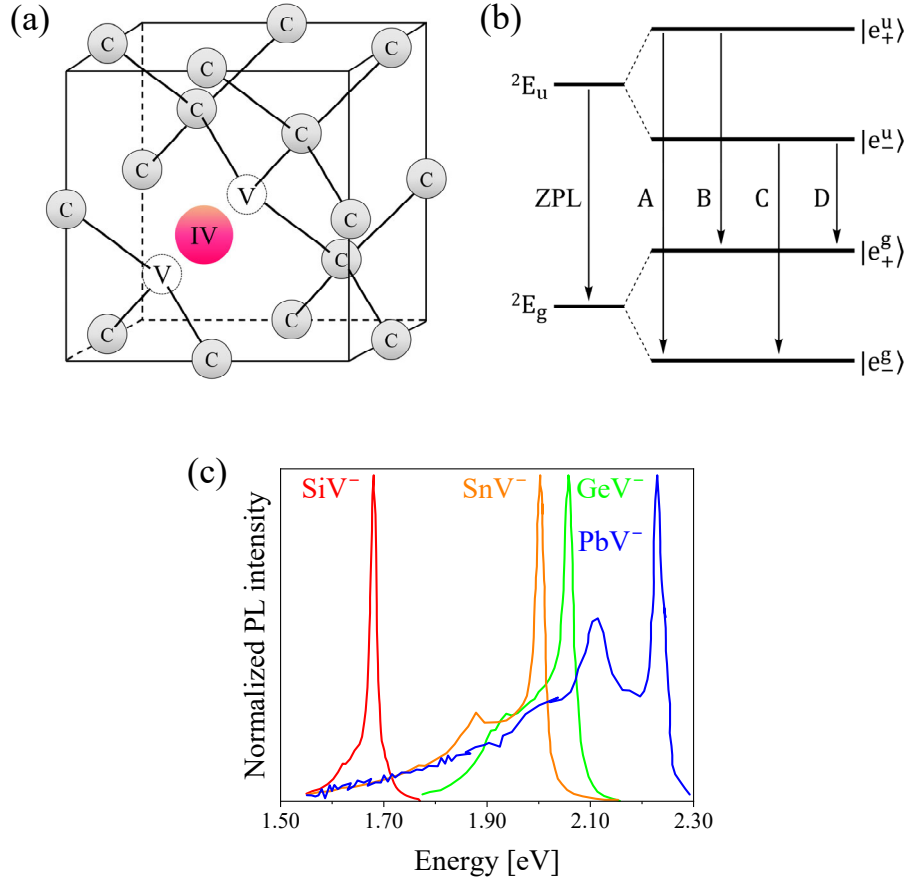 (a)
C
C
C
C
C
C
C
C
V
C
C
IV
C
V
C
C
C
C
(b)
|e₊ᵘ⟩
²Eᵤ
|e₋ᵘ⟩
ZPL
A
B
C
D
|e₊ᵍ⟩
²E_g
|e₋ᵍ⟩
(c)
SiV⁻
SnV⁻
GeV⁻
PbV⁻
Normalized PL intensity
1.50
1.70
1.90
2.10
2.30
Energy [eV]